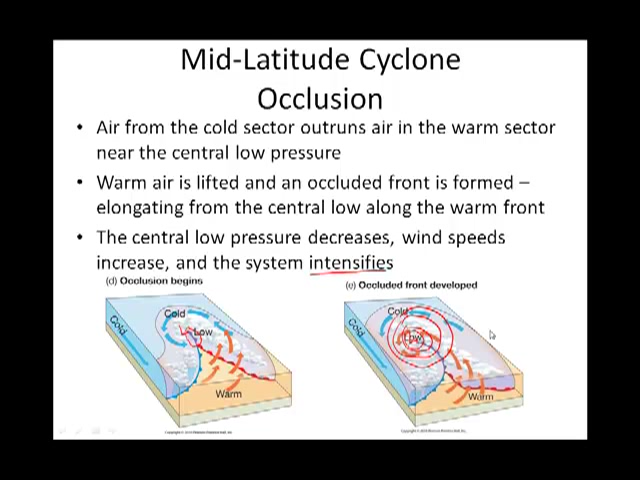 Mid-Latitude Cyclone
Occlusion
• Air from the cold sector outruns air in the warm sector
near the central low pressure
• Warm air is lifted and an occluded front is formed –
elongating from the central low along the warm front
• The central low pressure decreases, wind speeds
increase, and the system intensifies
(d) Occlusion begins
(e) Occluded front developed
Cold
Cold
Low
Warm
Cold
Cold
Low
Warm